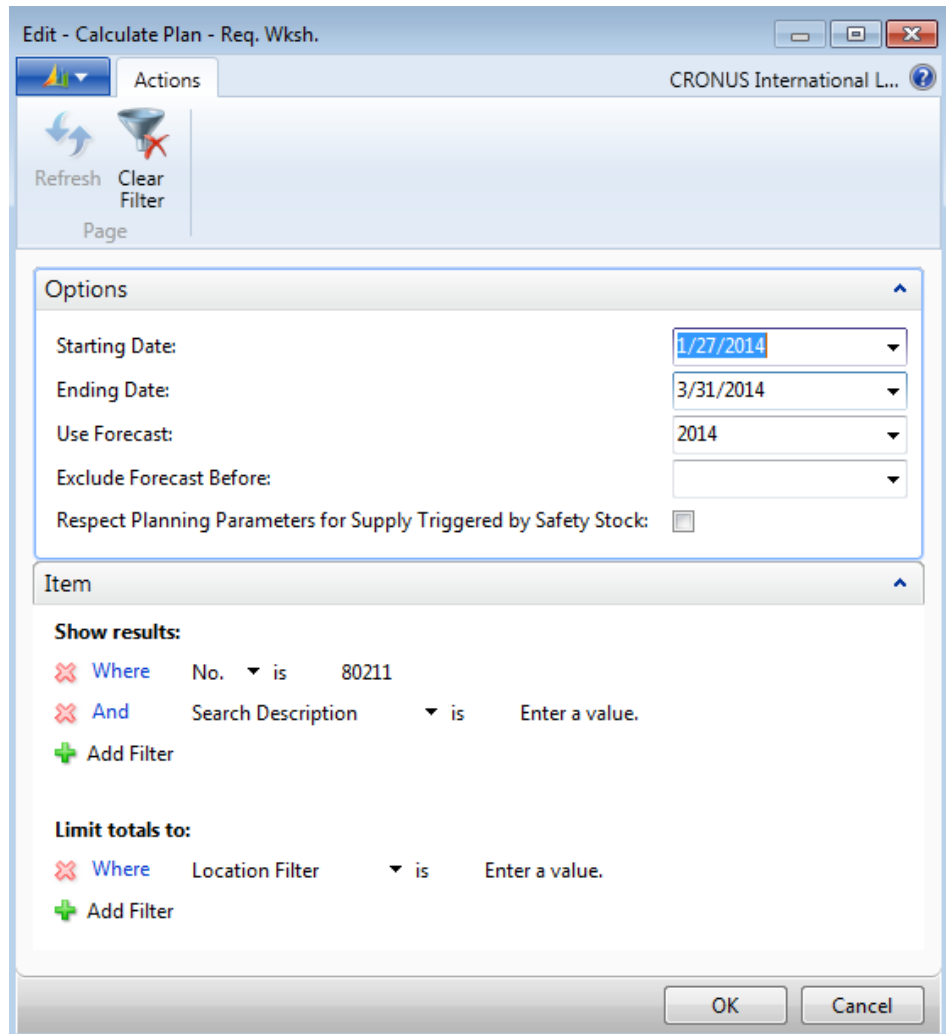 Edit - Calculate Plan - Req. Wksh.
Actions
CRONUS International L...
Refresh Clear Filter
Page
Options
Starting Date: 1/27/2014
Ending Date: 3/31/2014
Use Forecast: 2014
Exclude Forecast Before:
Respect Planning Parameters for Supply Triggered by Safety Stock:
Item
Show results:
Where No. is 80211
And Search Description is Enter a value.
Add Filter
Limit totals to:
Where Location Filter is Enter a value.
Add Filter
OK Cancel